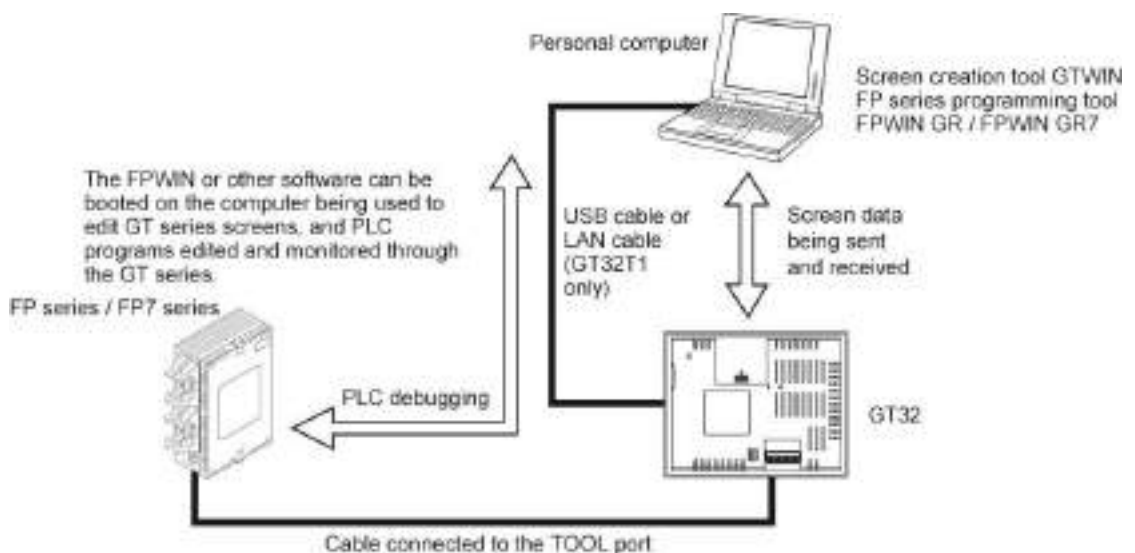 Personal computer
Screen creation tool GTWIN
FP series programming tool
FPWIN GR / FPWIN GR7
The FPWIN or other software can be
booted on the computer being used to
edit GT series screens, and PLC
programs edited and monitored through
the GT series.
USB cable or
LAN cable
(GT32T1
only)
Screen data
being sent
and received
FP series / FP7 series
PLC debugging
GT32
Cable connected to the TOOL port